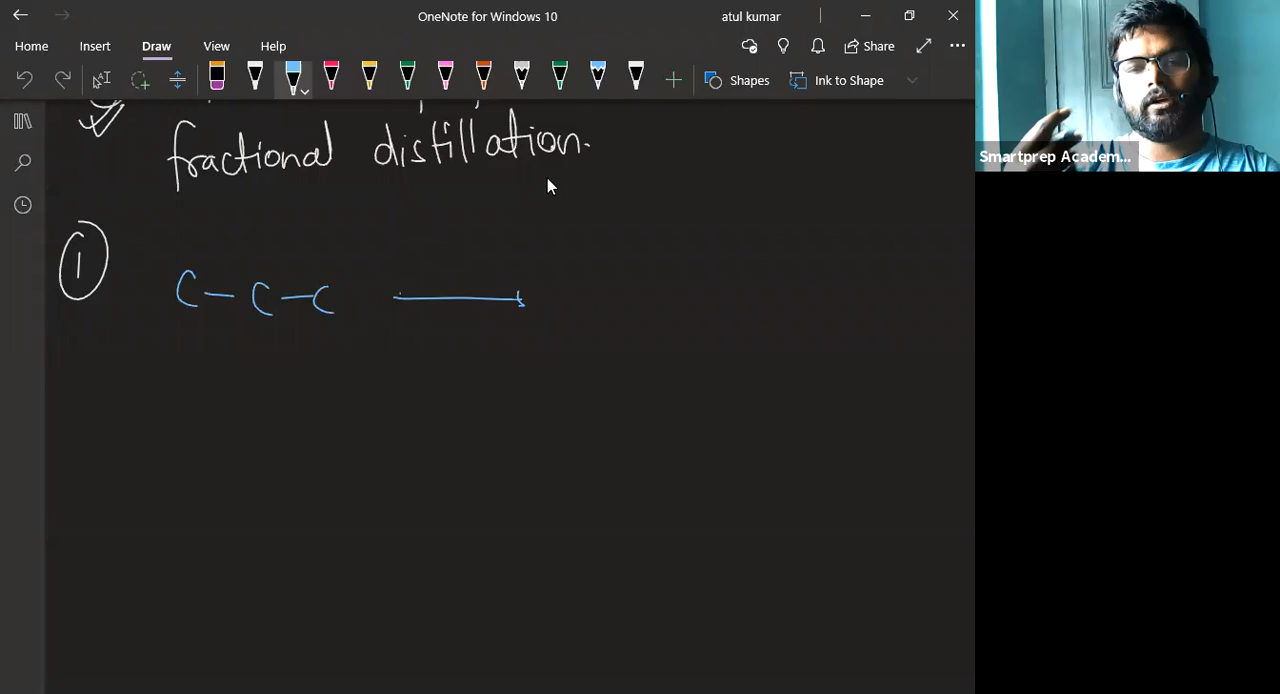 OneNote for Windows 10
atul kumar
Home Insert Draw View Help
Share
Shapes
Ink to Shape
Smartprep Academ...
fractional distillation.
1
C-C-C